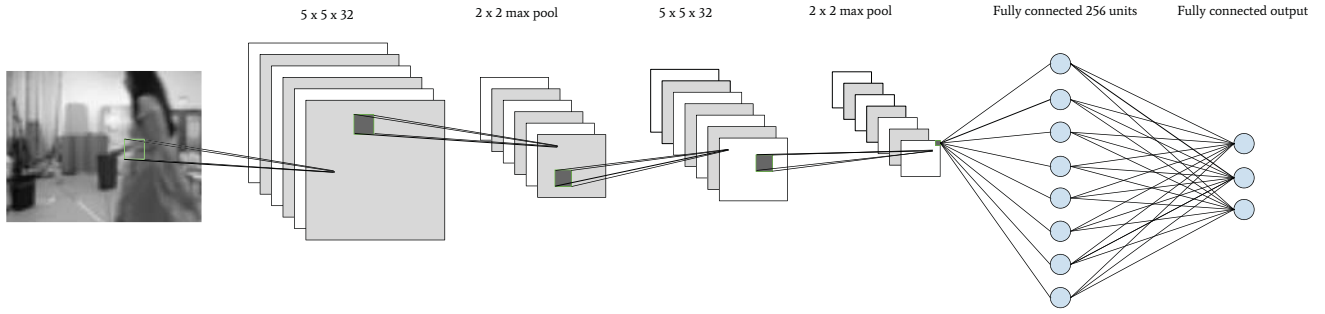 5 x 5 x 32
2 x 2 max pool
5 x 5 x 32
2 x 2 max pool
Fully connected 256 units
Fully connected output